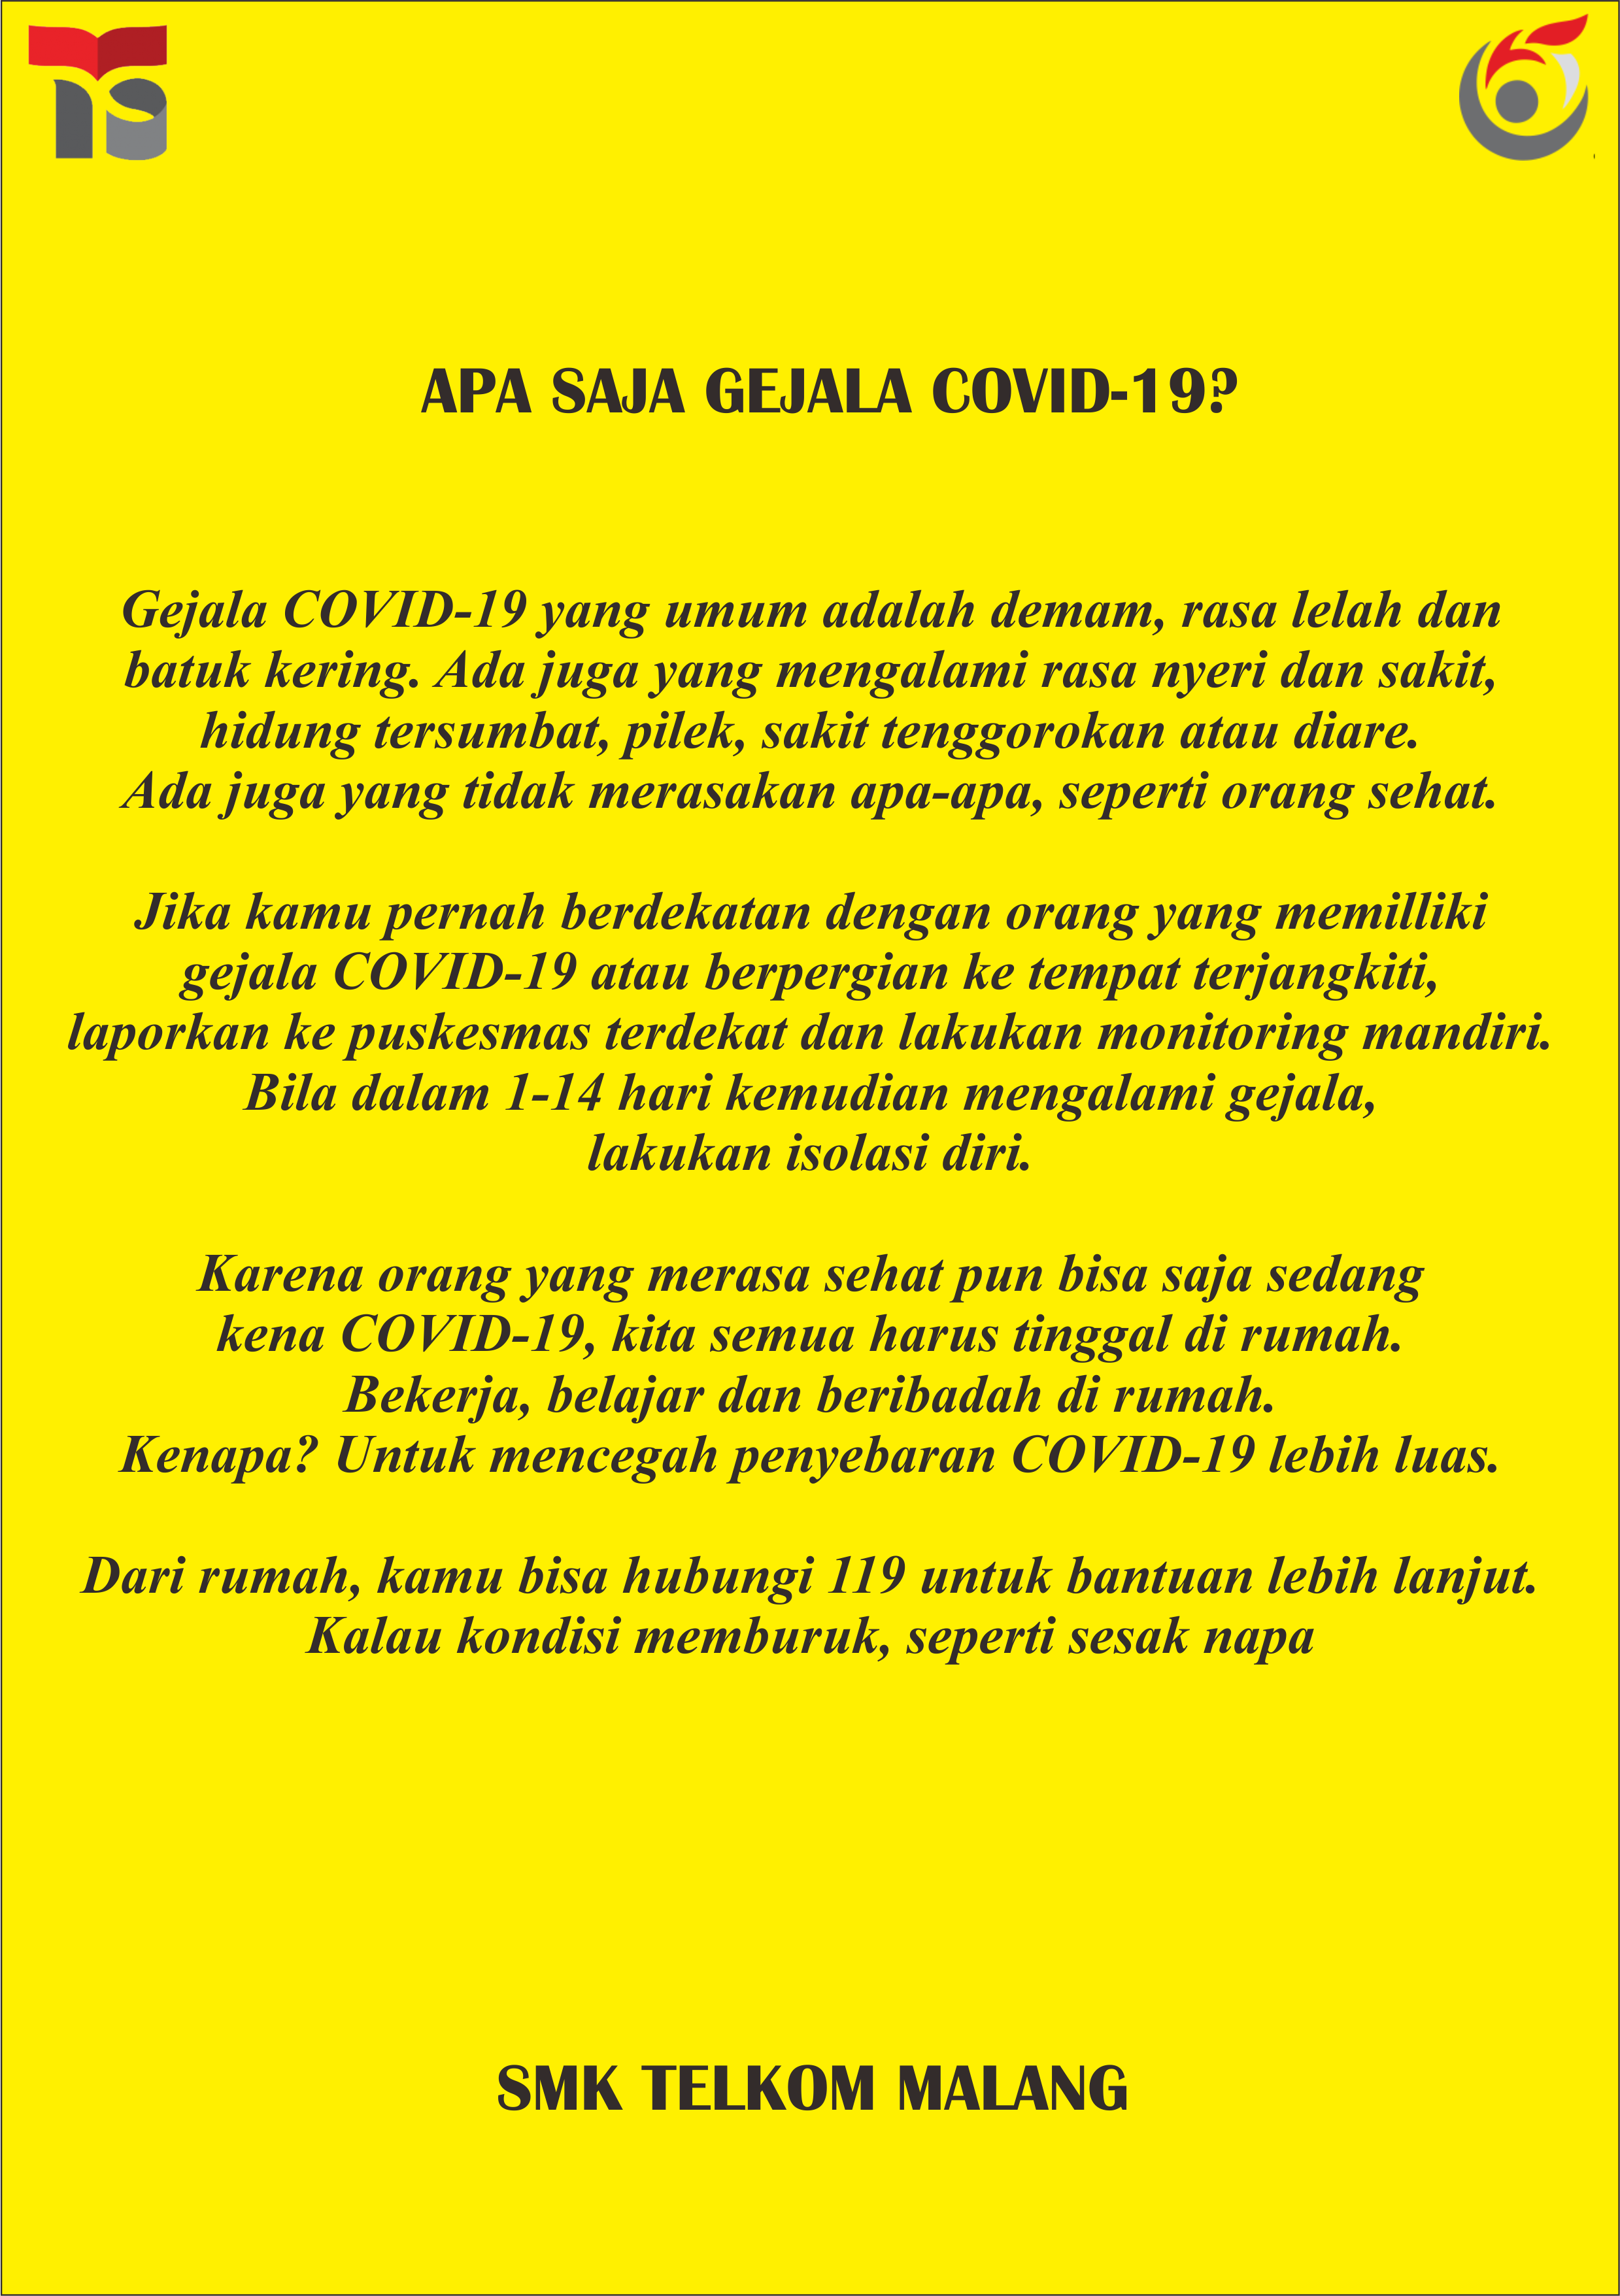 APA SAJA GEJALA COVID-19?
Gejala COVID-19 yang umum adalah demam, rasa lelah dan
batuk kering. Ada juga yang mengalami rasa nyeri dan sakit,
hidung tersumbat, pilek, sakit tenggorokan atau diare.
Ada juga yang tidak merasakan apa-apa, seperti orang sehat.
Jika kamu pernah berdekatan dengan orang yang memilliki
gejala COVID-19 atau berpergian ke tempat terjangkiti,
laporkan ke puskesmas terdekat dan lakukan monitoring mandiri.
Bila dalam 1-14 hari kemudian mengalami gejala,
lakukan isolasi diri.
Karena orang yang merasa sehat pun bisa saja sedang
kena COVID-19, kita semua harus tinggal di rumah.
Bekerja, belajar dan beribadah di rumah.
Kenapa? Untuk mencegah penyebaran COVID-19 lebih luas.
Dari rumah, kamu bisa hubungi 119 untuk bantuan lebih lanjut.
Kalau kondisi memburuk, seperti sesak napa
SMK TELKOM MALANG